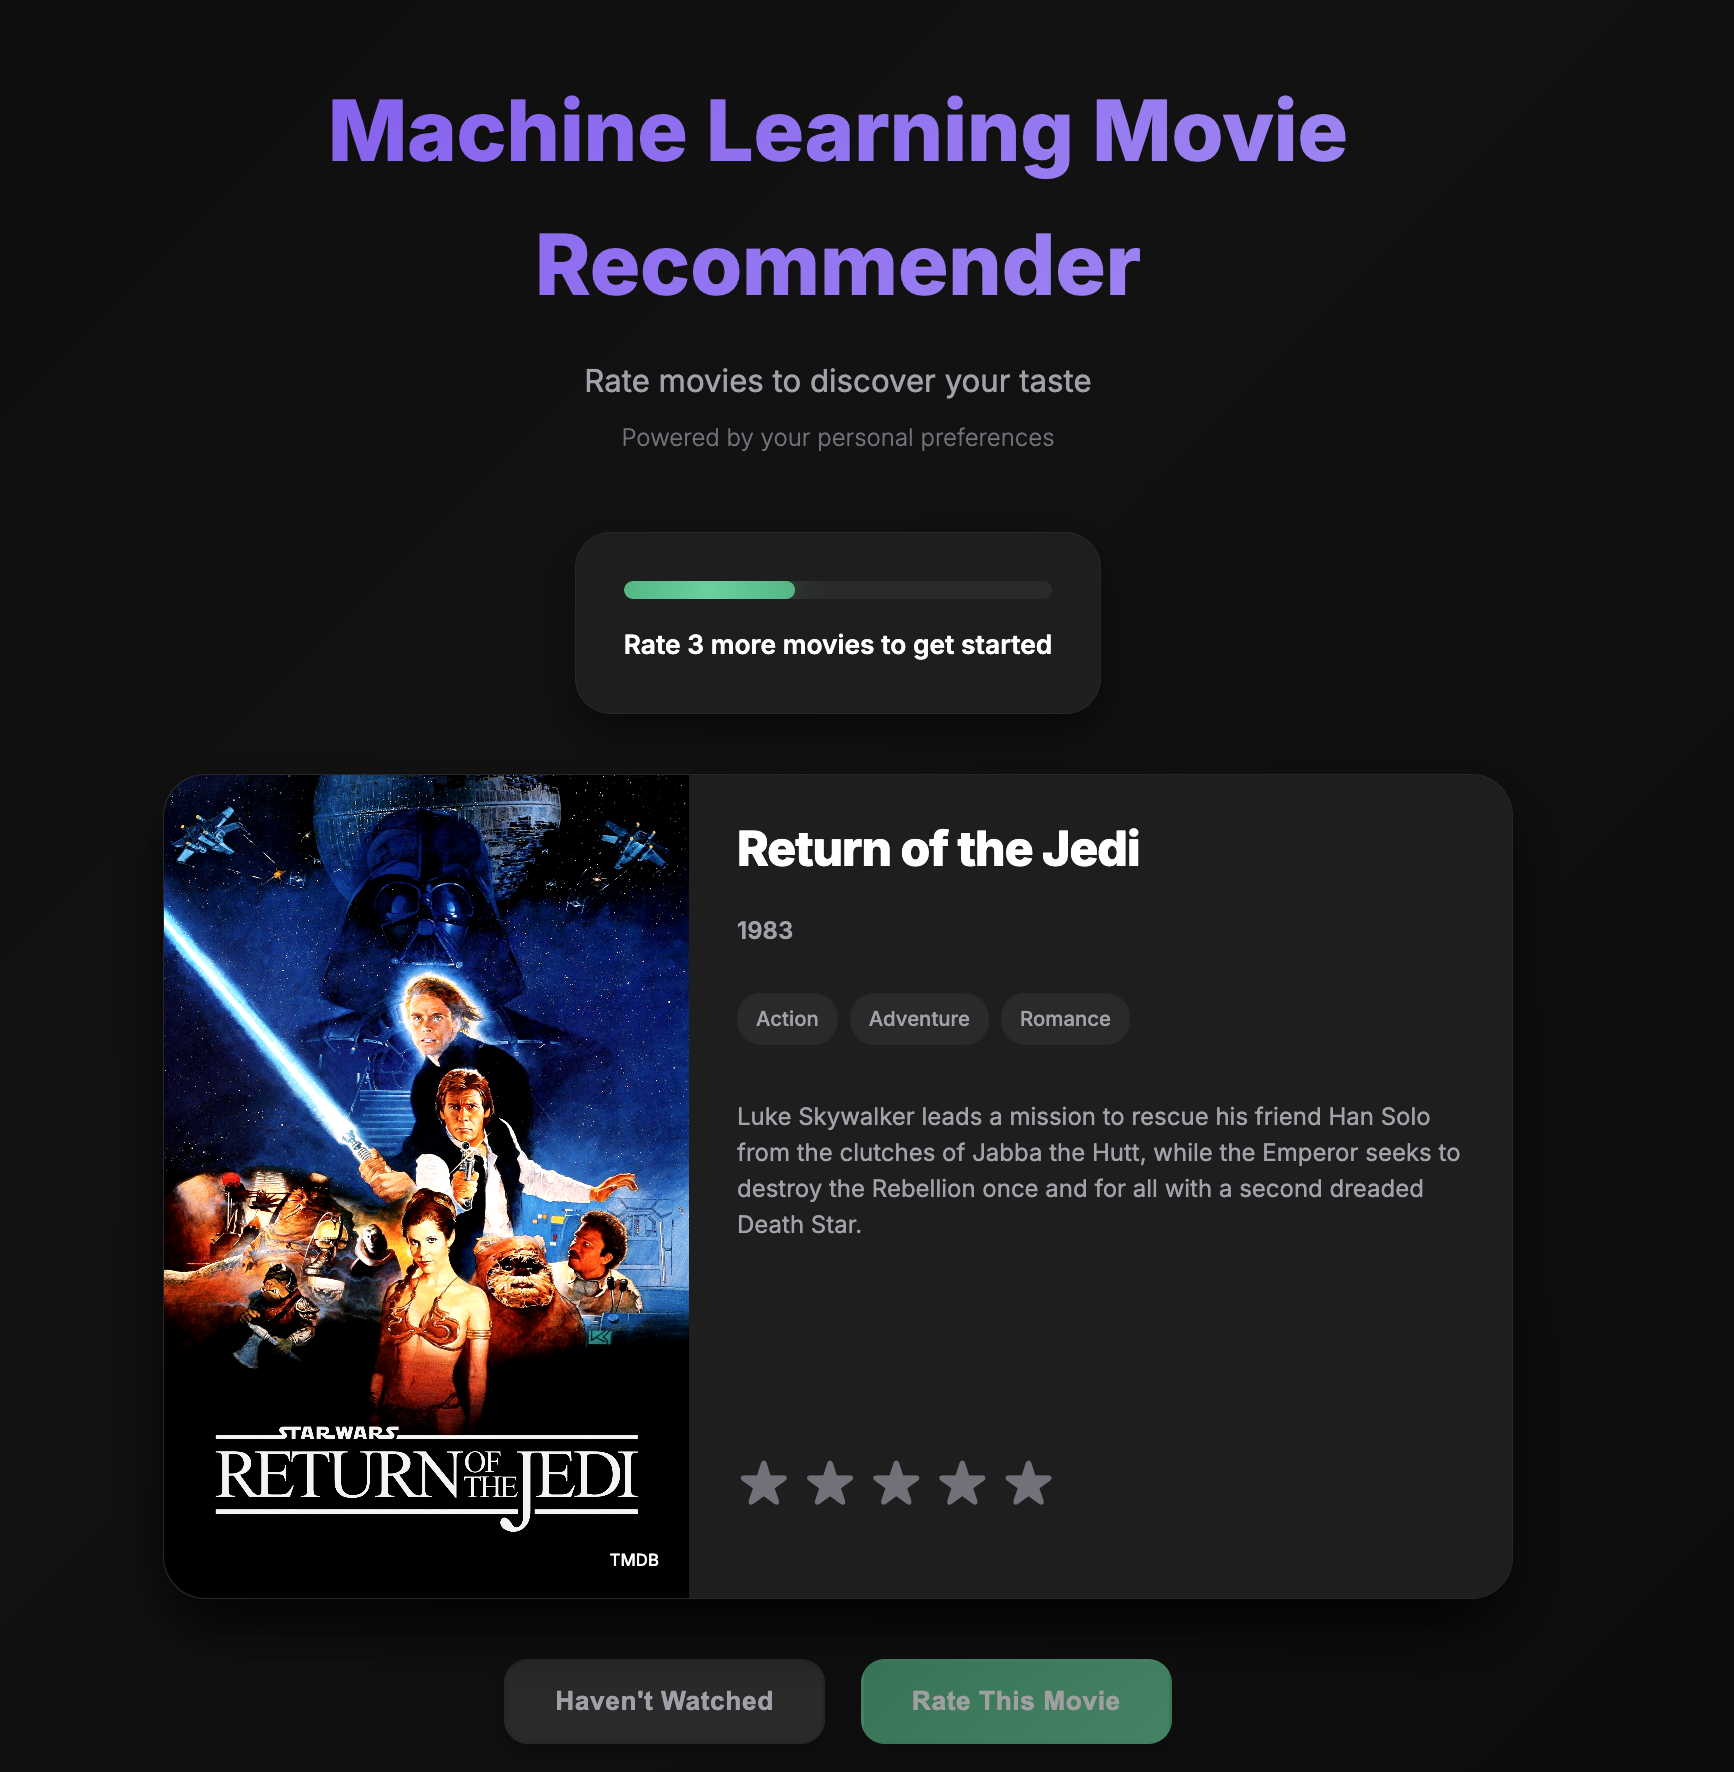 Machine Learning Movie
Recommender
Rate movies to discover your taste
Powered by your personal preferences
Rate 3 more movies to get started
STAR WARS
RETURN OF THE JEDI
TMDB
Return of the Jedi
1983
Action Adventure Romance
Luke Skywalker leads a mission to rescue his friend Han Solo
from the clutches of Jabba the Hutt, while the Emperor seeks to
destroy the Rebellion once and for all with a second dreaded
Death Star.
Haven't Watched Rate This Movie